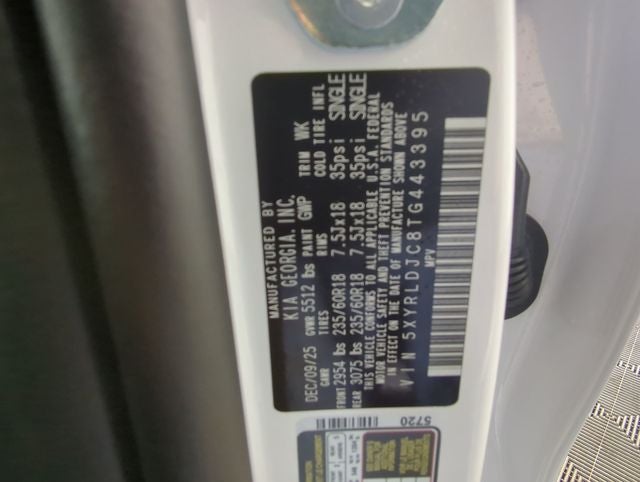 MANUFACTURED BY
KIA GEORGIA, INC.
DEC/09/25 GVWR 5512 lbs PAINT GWP TRIM WK
GAWR TIRES RIMS COLD TIRE INFL
FRONT 2954 lbs 235/60R18 7.5Jx18 35psi SINGLE
REAR 3075 lbs 235/60R18 7.5Jx18 35psi SINGLE
THIS VEHICLE CONFORMS TO ALL APPLICABLE U.S.A. FEDERAL
MOTOR VEHICLE SAFETY AND THEFT PREVENTION STANDARDS
IN EFFECT ON THE DATE OF MANUFACTURE SHOWN ABOVE
VIN 5XYRLDJC8TG443395
MPV
5720